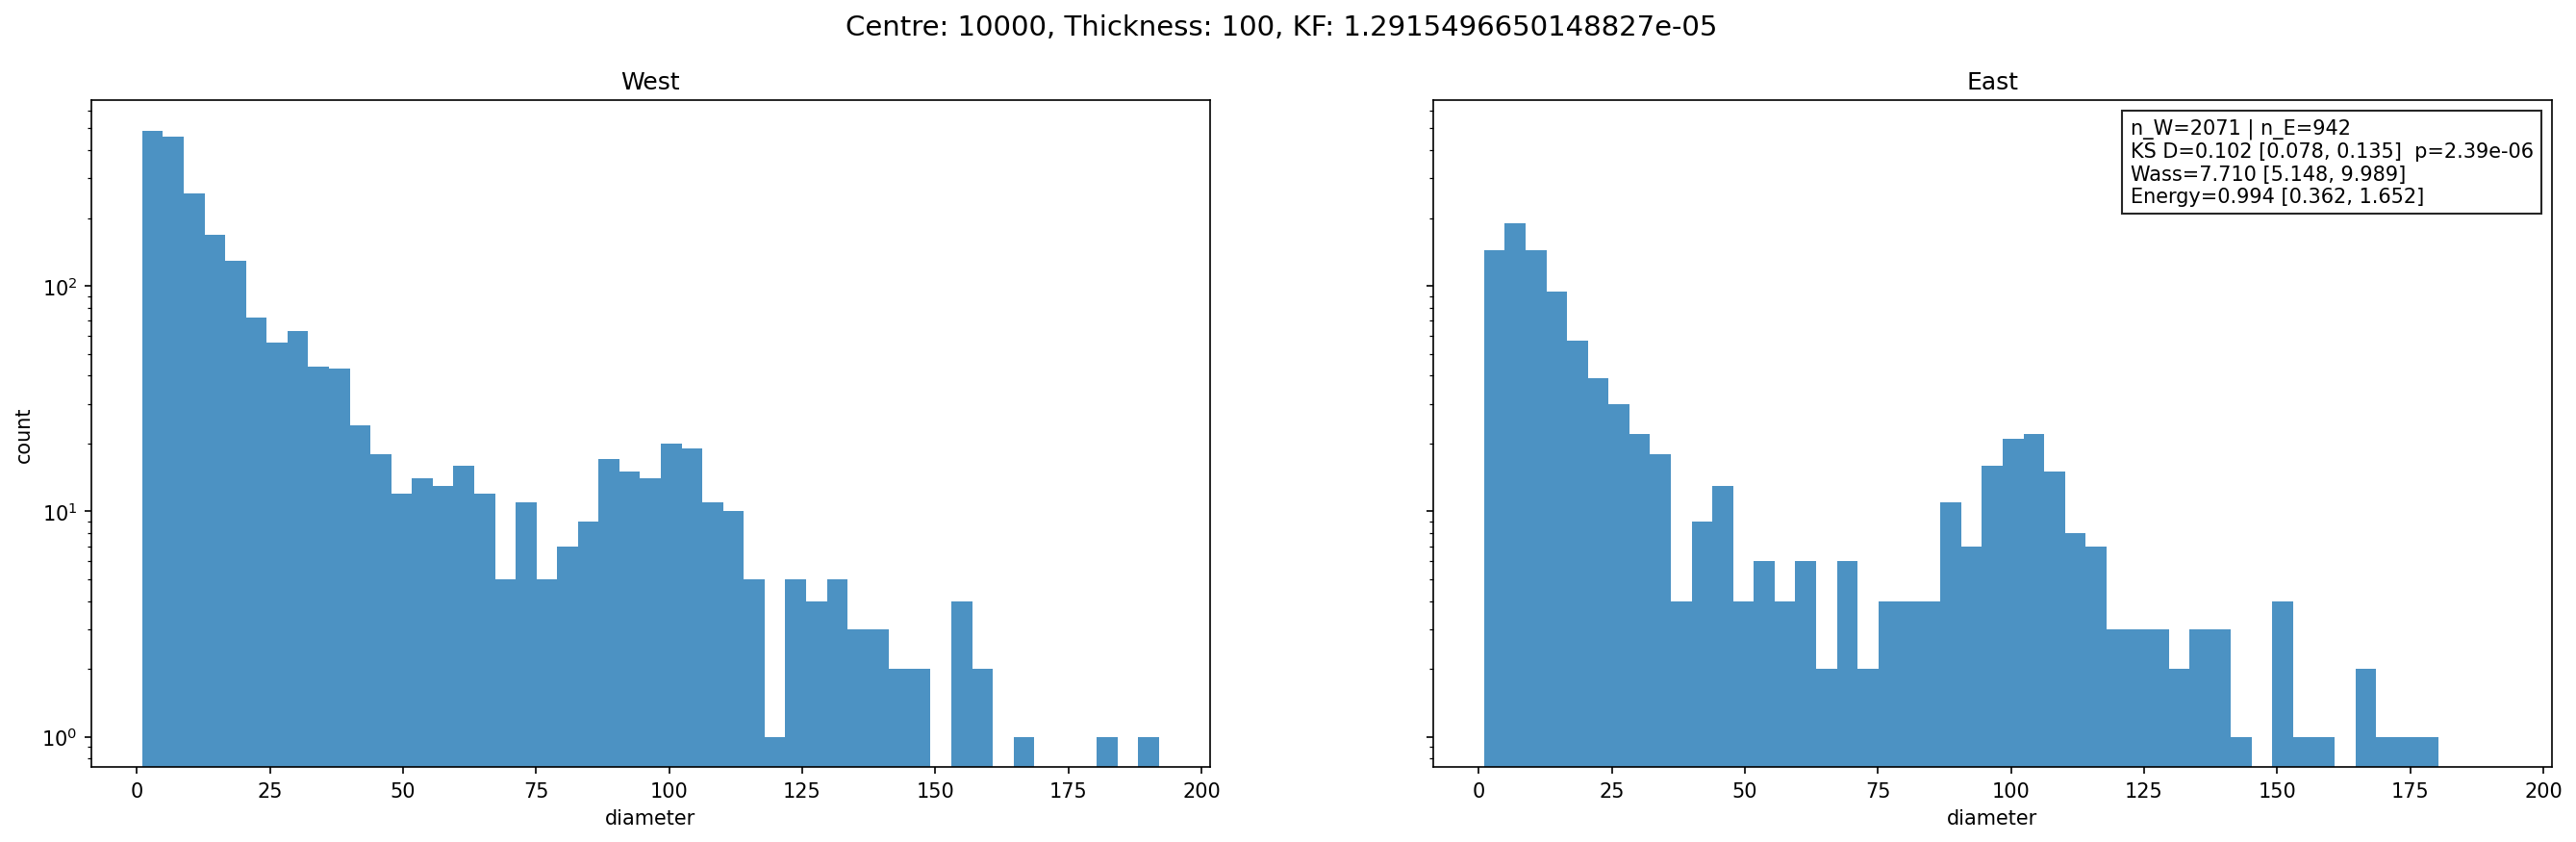 Centre: 10000, Thickness: 100, KF: 1.2915496650148827e-05
West
count
10²
10¹
10⁰
0 25 50 75 100 125 150 175 200
diameter
East
n_W=2071 | n_E=942
KS D=0.102 [0.078, 0.135]  p=2.39e-06
Wass=7.710 [5.148, 9.989]
Energy=0.994 [0.362, 1.652]
0 25 50 75 100 125 150 175 200
diameter